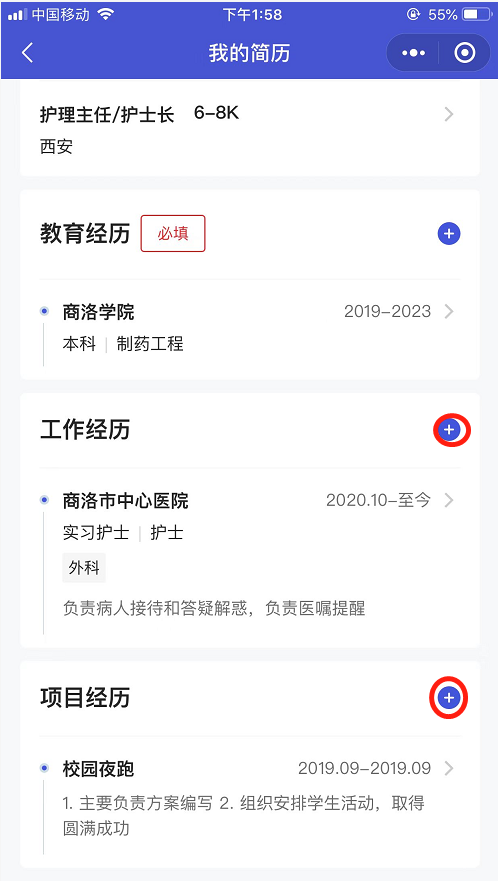 中国移动 下午1:58 55%
我的简历
护理主任/护士长 6-8K
西安
教育经历 必填
商洛学院 2019-2023
本科 制药工程
工作经历
商洛市中心医院 2020.10-至今
实习护士 护士
外科
负责病人接待和答疑解惑，负责医嘱提醒
项目经历
校园夜跑 2019.09-2019.09
1. 主要负责方案编写 2. 组织安排学生活动，取得
圆满成功